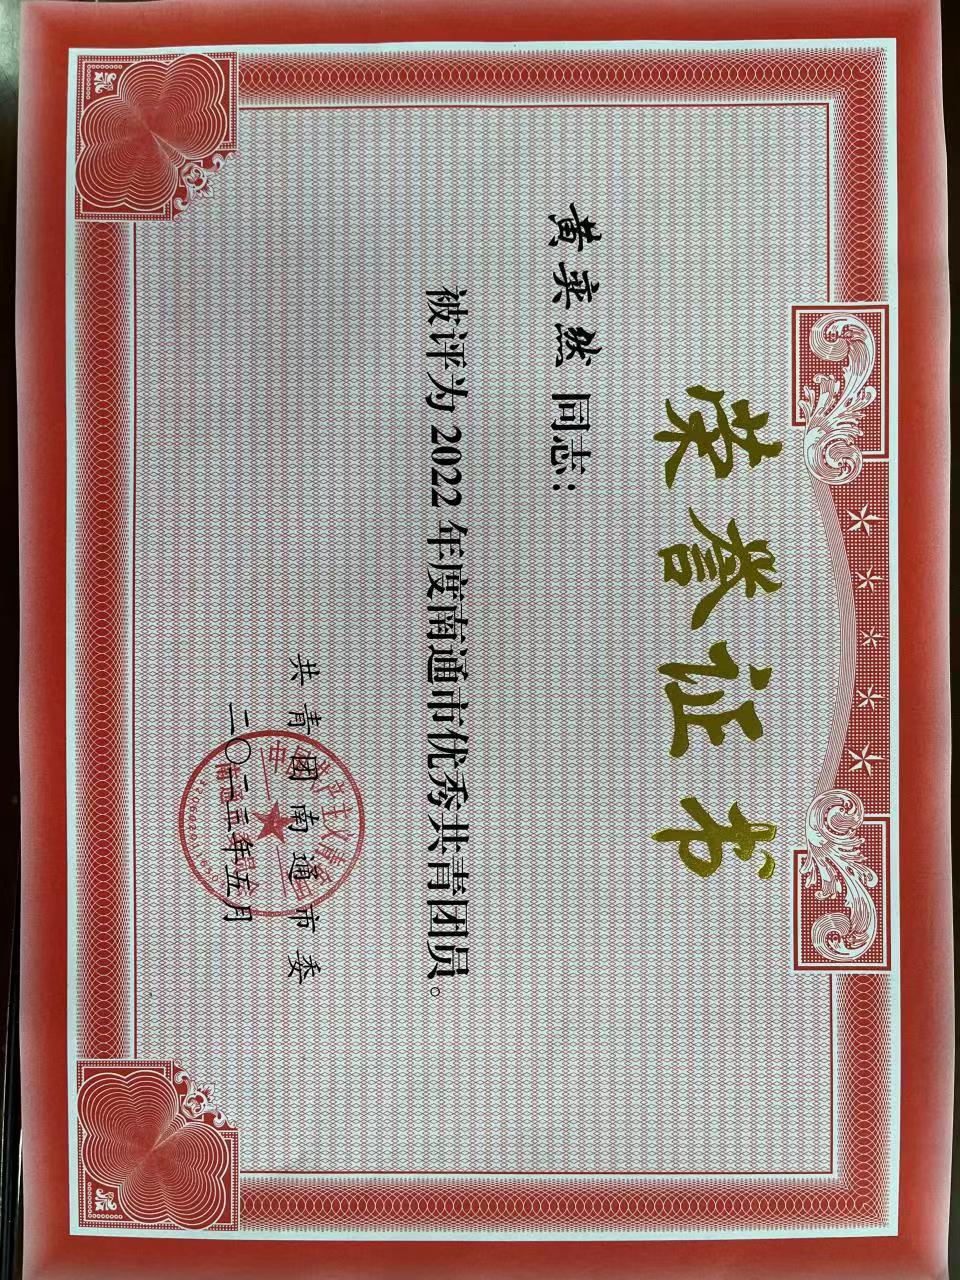 荣誉证书
黄奕然 同志：
被评为2022年度南通市优秀共青团员。
共青团南通市委
二〇二三年五月